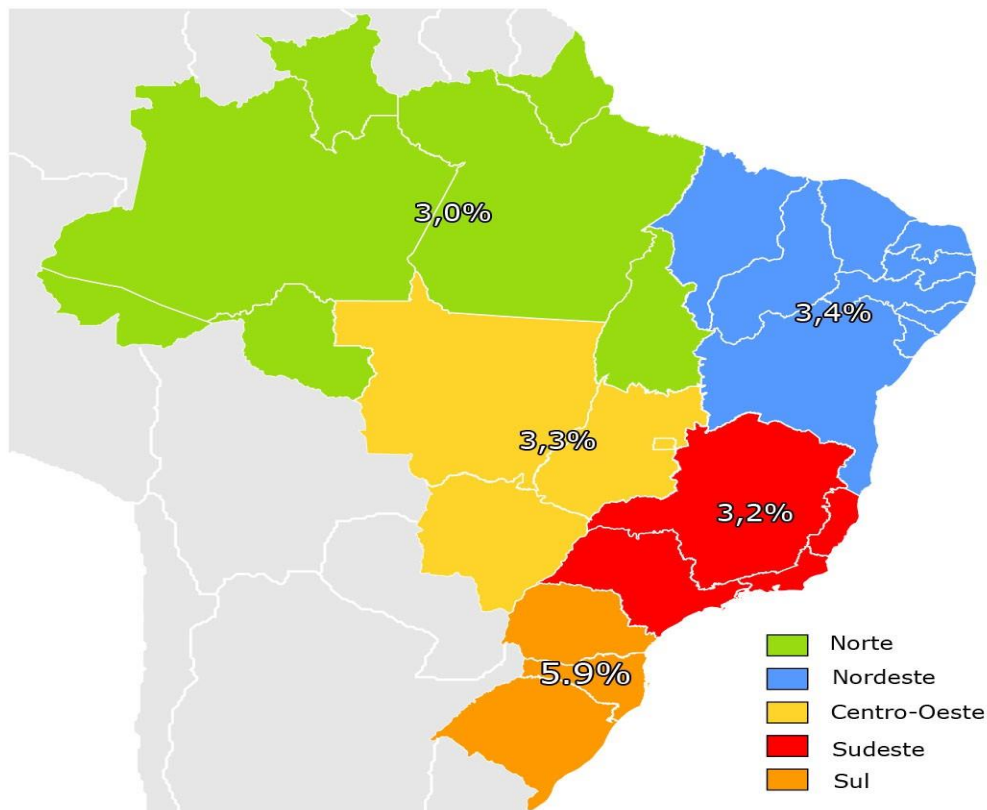 3,0%
3,4%
3,3%
3,2%
5.9%
Norte
Nordeste
Centro-Oeste
Sudeste
Sul